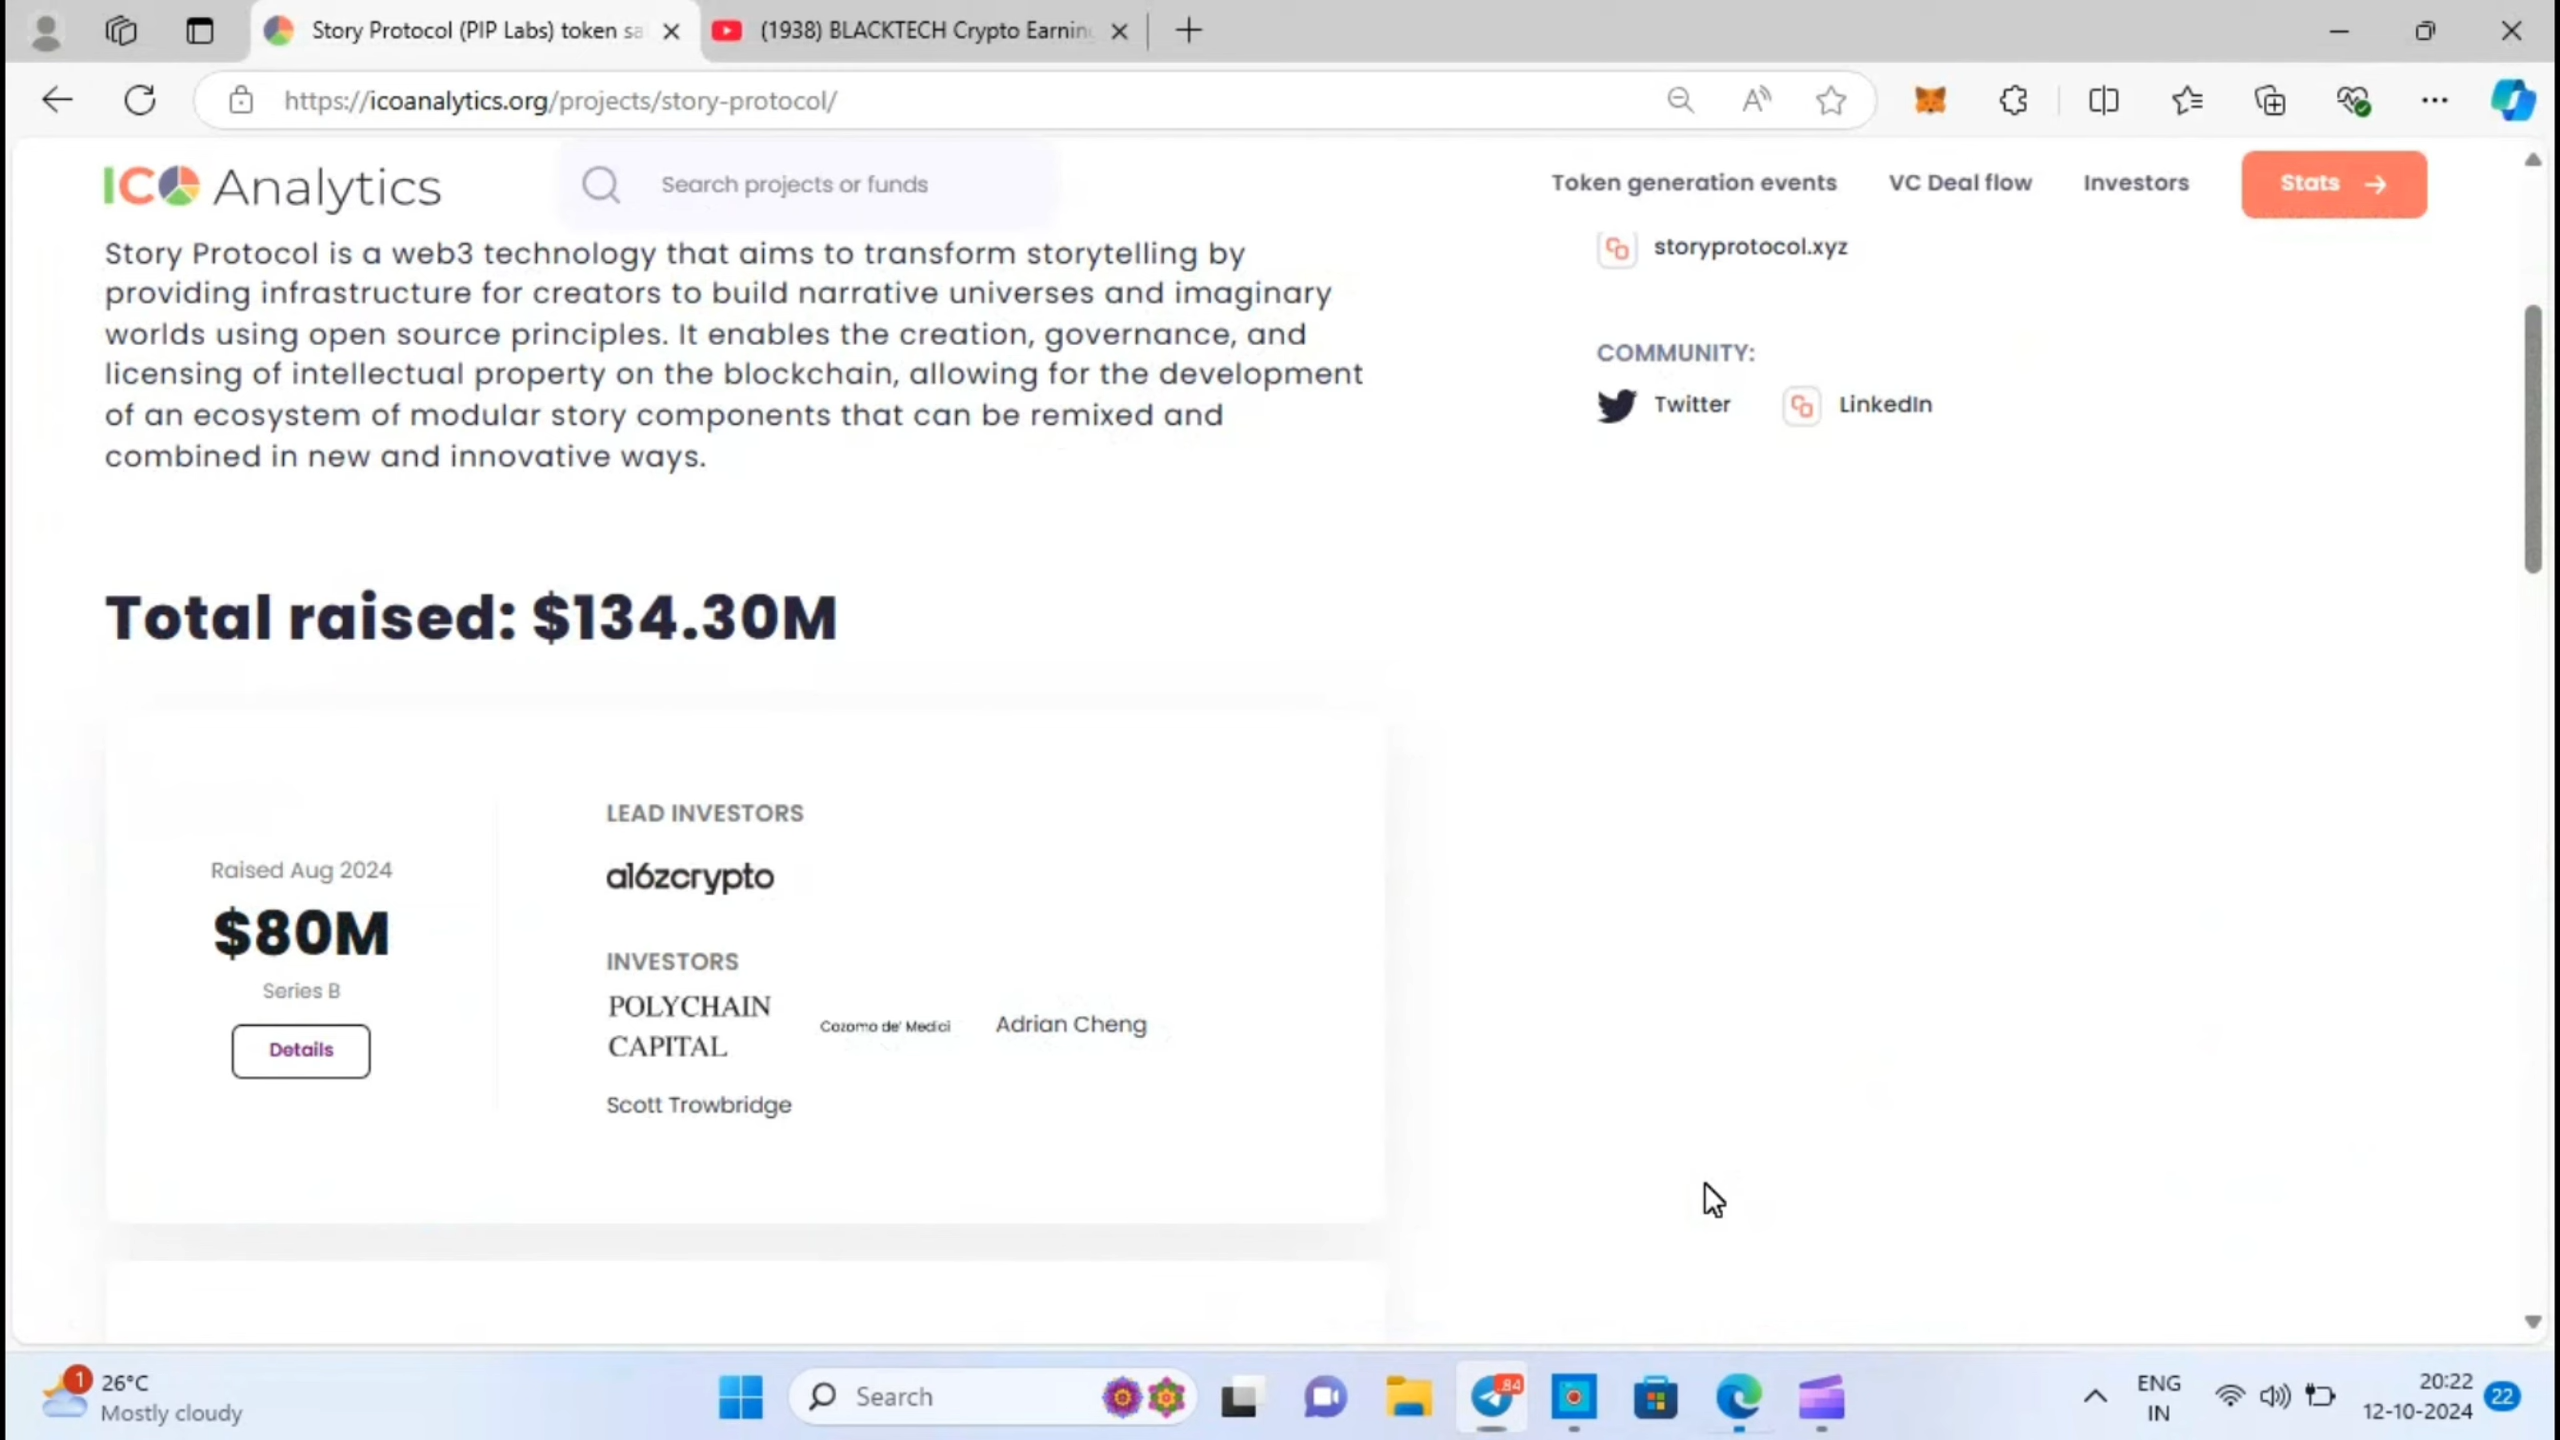 Story Protocol (PIP Labs) token sa
(1938) BLACKTECH Crypto Earnin
https://icoanalytics.org/projects/story-protocol/
ICO Analytics
Search projects or funds
Token generation events
VC Deal flow
Investors
Stats
Story Protocol is a web3 technology that aims to transform storytelling by
providing infrastructure for creators to build narrative universes and imaginary
worlds using open source principles. It enables the creation, governance, and
licensing of intellectual property on the blockchain, allowing for the development
of an ecosystem of modular story components that can be remixed and
combined in new and innovative ways.
storyprotocol.xyz
COMMUNITY:
Twitter
LinkedIn
Total raised: $134.30M
Raised Aug 2024
$80M
Series B
Details
LEAD INVESTORS
a16zcrypto
INVESTORS
POLYCHAIN
CAPITAL
Cozomo de' Medici
Adrian Cheng
Scott Trowbridge
1
26°C
Mostly cloudy
Search
84
ENG
IN
20:22
12-10-2024
22